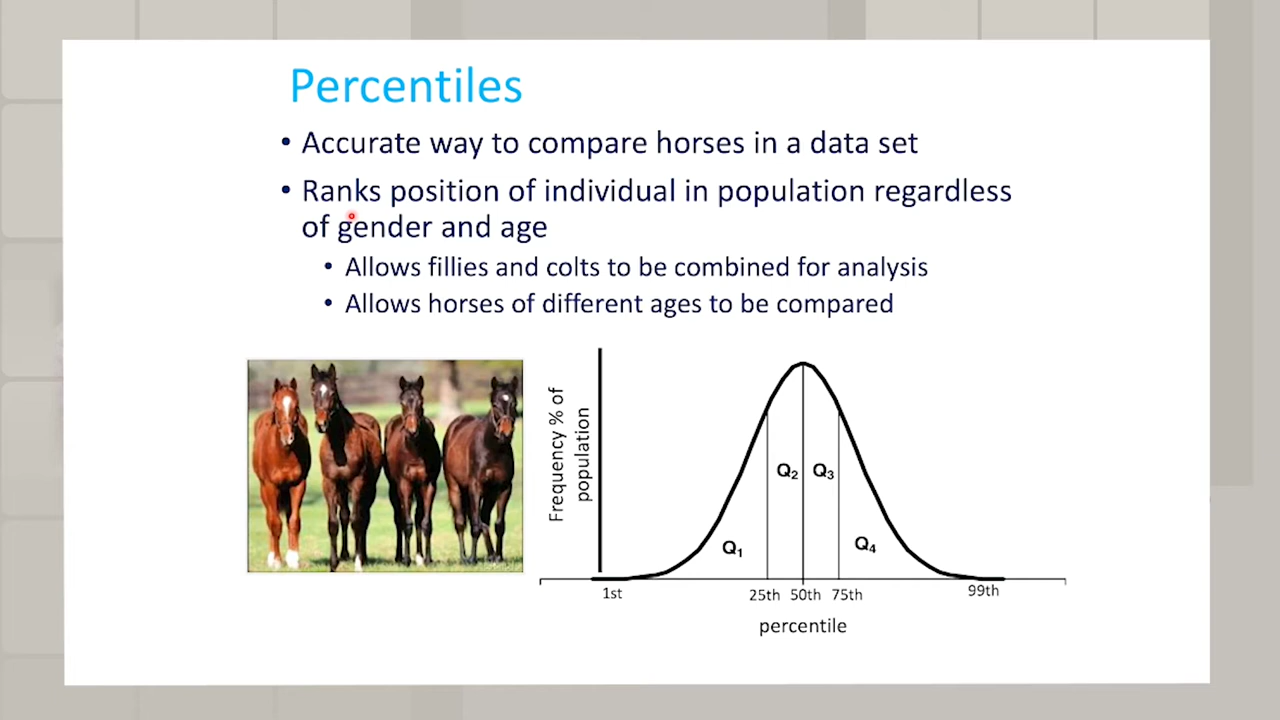 Percentiles
• Accurate way to compare horses in a data set
• Ranks position of individual in population regardless
of gender and age
• Allows fillies and colts to be combined for analysis
• Allows horses of different ages to be compared
Frequency % of
population
Q2 Q3
Q1 Q4
1st 25th 50th 75th 99th
percentile